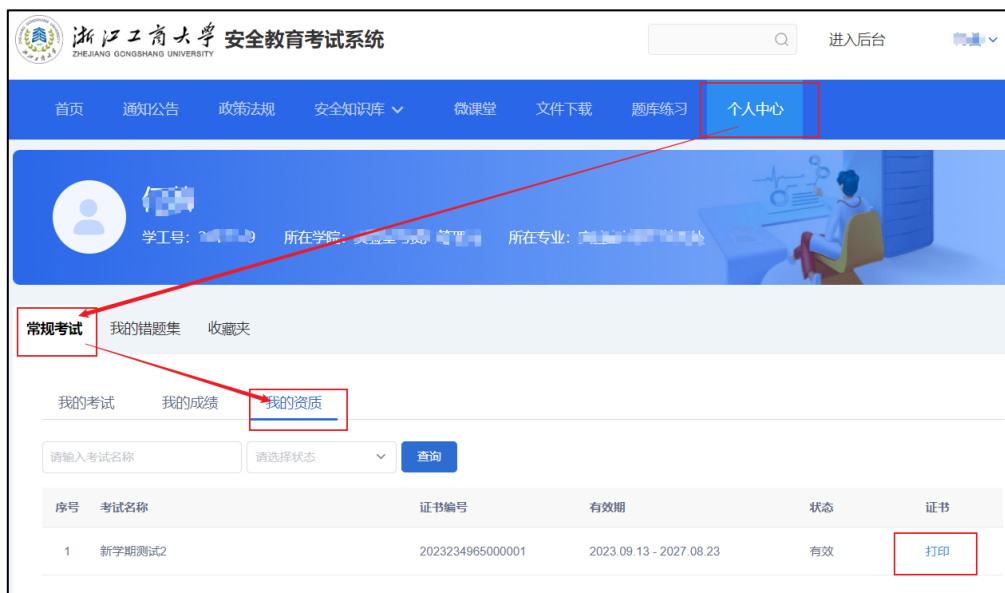 浙江工商大学 安全教育考试系统 进入后台
ZHEJIANG GONGSHANG UNIVERSITY
首页 通知公告 政策法规 安全知识库 微课堂 文件下载 题库练习 个人中心
学工号： 所在学院： 所在专业：
常规考试 我的错题集 收藏夹
我的考试 我的成绩 我的资质
请输入考试名称 请选择状态 查询
序号 考试名称 证书编号 有效期 状态 证书
1 新学期测试2 2023234965000001 2023.09.13 - 2027.08.23 有效 打印